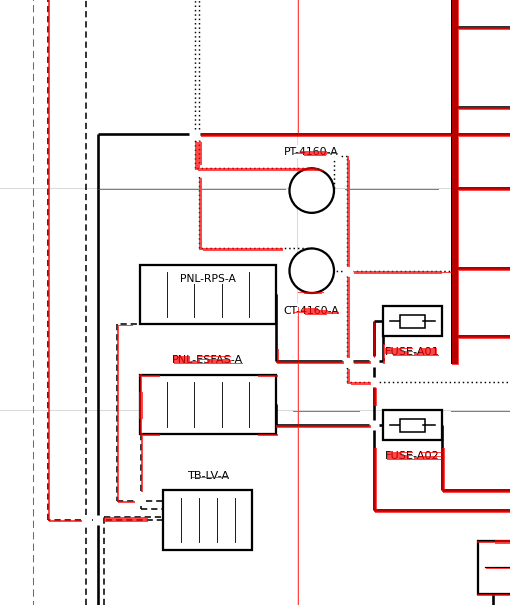 PT-4160-A
PNL-RPS-A
CT-4160-A
FUSE-A01
PNL-ESFAS-A
FUSE-A02
TB-LV-A